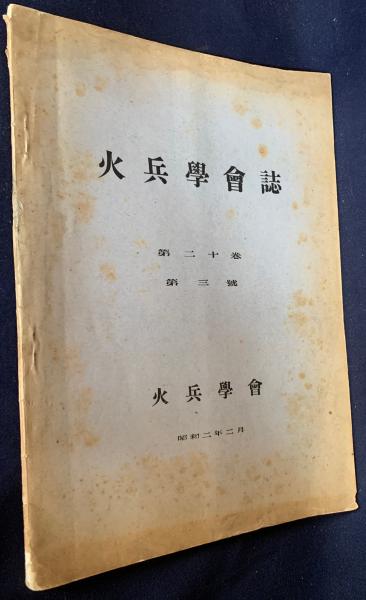 火兵學會誌
第二十卷
第三號
火兵學會
昭和二年二月